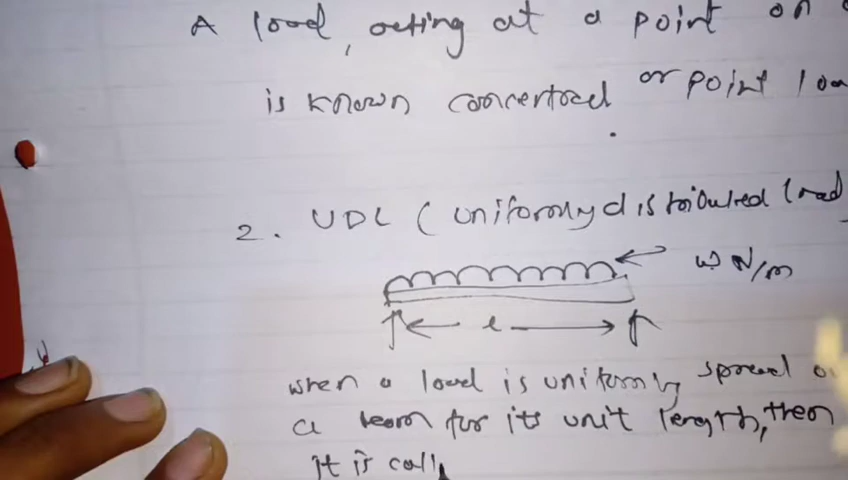 A load, acting at a point on
is known concertoed or point loa
2. UDL (uniformly distributed load
w N/m
l
when a load is uniformly spread o
a beam for its unit length, then
it is call